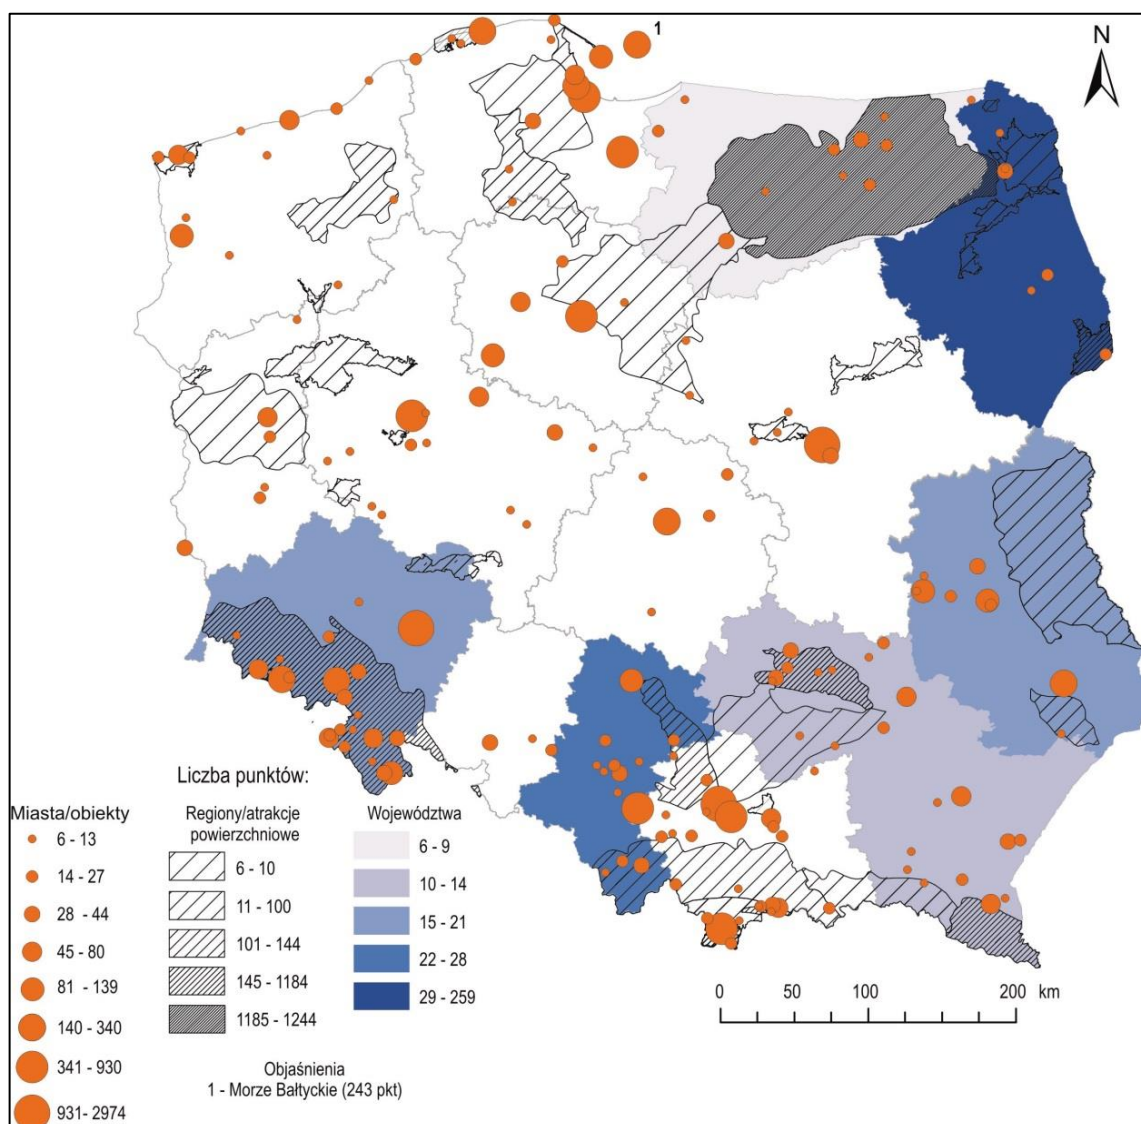 1
N
Liczba punktów:
Miasta/obiekty
6 - 13
14 - 27
28 - 44
45 - 80
81 - 139
140 - 340
341 - 930
931- 2974
Regiony/atrakcje
powierzchniowe
6 - 10
11 - 100
101 - 144
145 - 1184
1185 - 1244
Województwa
6 - 9
10 - 14
15 - 21
22 - 28
29 - 259
Objaśnienia
1 - Morze Bałtyckie (243 pkt)
0 50 100 200 km